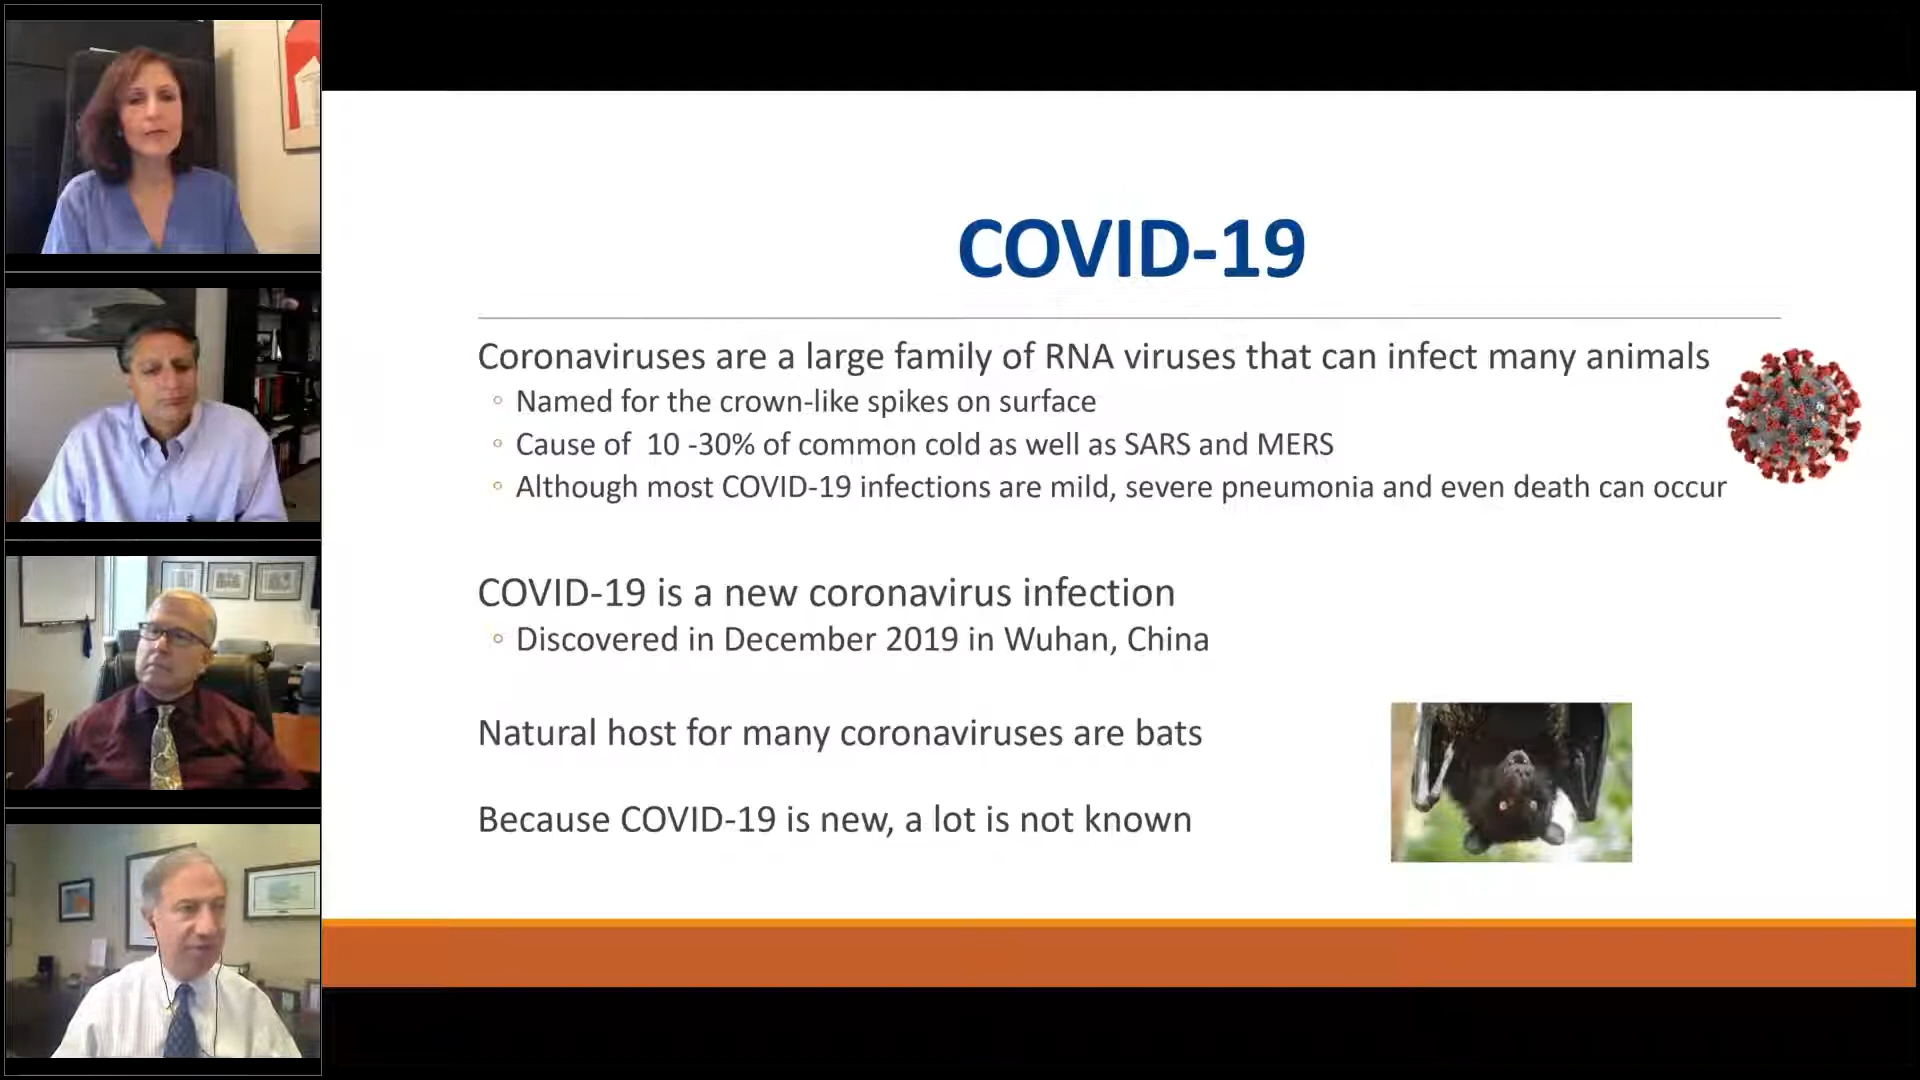 COVID-19
Coronaviruses are a large family of RNA viruses that can infect many animals
Named for the crown-like spikes on surface
Cause of  10 -30% of common cold as well as SARS and MERS
Although most COVID-19 infections are mild, severe pneumonia and even death can occur
COVID-19 is a new coronavirus infection
Discovered in December 2019 in Wuhan, China
Natural host for many coronaviruses are bats
Because COVID-19 is new, a lot is not known